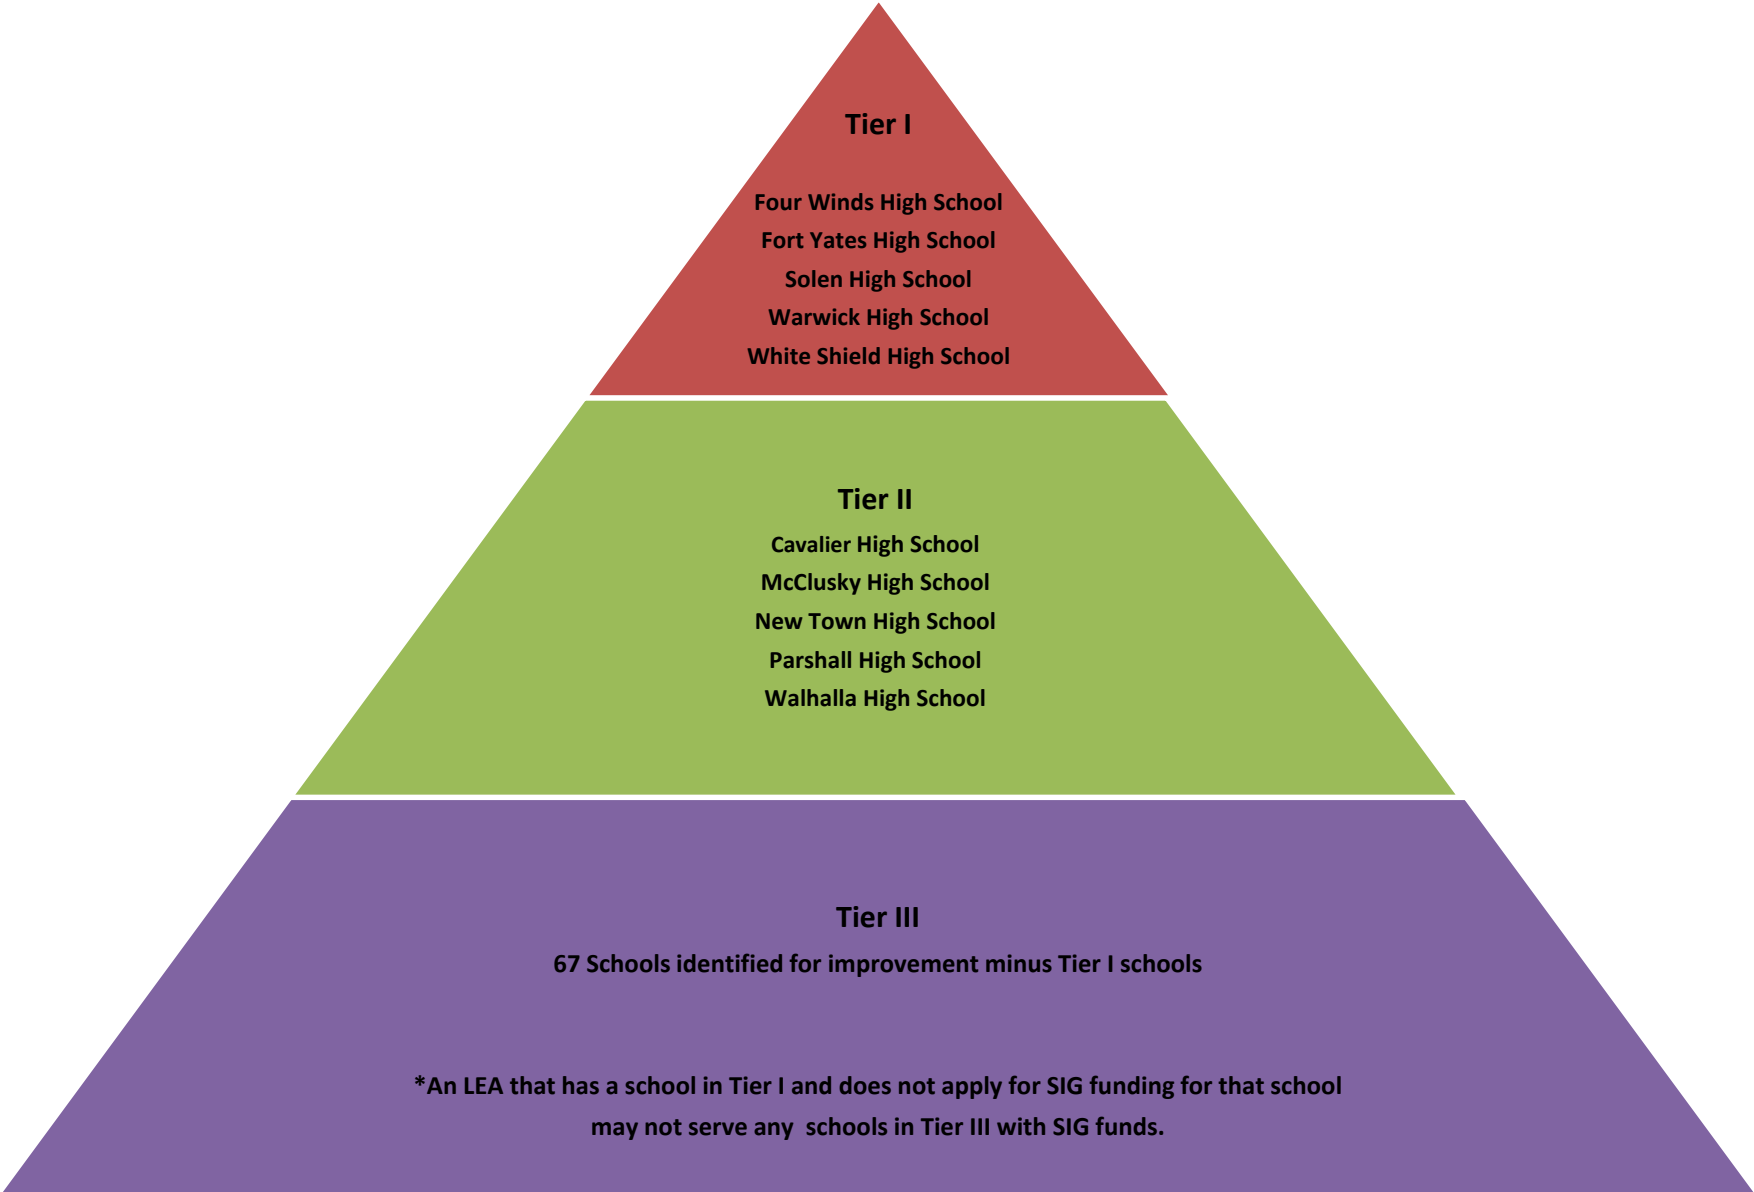 Tier I
Four Winds High School
Fort Yates High School
Solen High School
Warwick High School
White Shield High School
Tier II
Cavalier High School
McClusky High School
New Town High School
Parshall High School
Walhalla High School
Tier III
67 Schools identified for improvement minus Tier I schools
*An LEA that has a school in Tier I and does not apply for SIG funding for that school
may not serve any schools in Tier III with SIG funds.